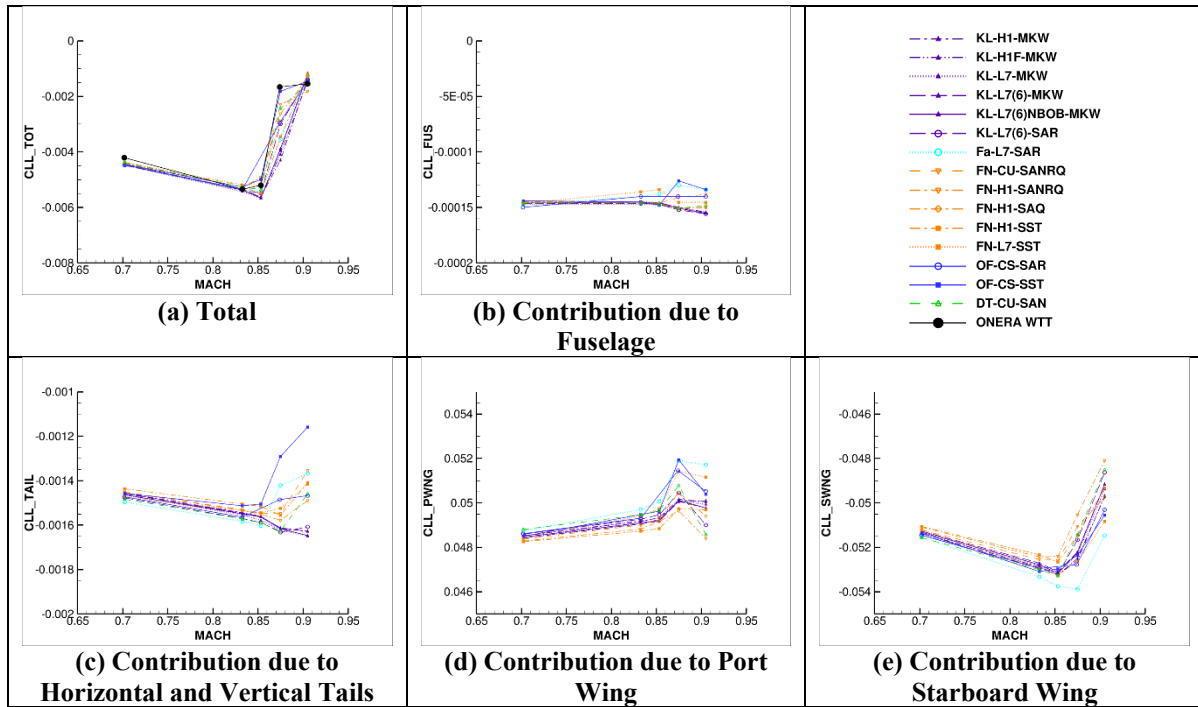 0
-0.002
-0.004
-0.006
-0.008
CLL_TOT
0.65 0.7 0.75 0.8 0.85 0.9 0.95
MACH
(a) Total
0
-5E-05
-0.0001
-0.00015
-0.0002
CLL_FUS
0.65 0.7 0.75 0.8 0.85 0.9 0.95
MACH
(b) Contribution due to
Fuselage
KL-H1-MKW
KL-H1F-MKW
KL-L7-MKW
KL-L7(6)-MKW
KL-L7(6)NBOB-MKW
KL-L7(6)-SAR
Fa-L7-SAR
FN-CU-SANRQ
FN-H1-SANRQ
FN-H1-SAQ
FN-H1-SST
FN-L7-SST
OF-CS-SAR
OF-CS-SST
DT-CU-SAN
ONERA WTT
-0.001
-0.0012
-0.0014
-0.0016
-0.0018
-0.002
CLL_TAIL
0.65 0.7 0.75 0.8 0.85 0.9 0.95
MACH
(c) Contribution due to
Horizontal and Vertical Tails
0.054
0.052
0.05
0.048
0.046
CLL_PWNG
0.65 0.7 0.75 0.8 0.85 0.9 0.95
MACH
(d) Contribution due to Port
Wing
-0.046
-0.048
-0.05
-0.052
-0.054
CLL_SWNG
0.65 0.7 0.75 0.8 0.85 0.9 0.95
MACH
(e) Contribution due to
Starboard Wing